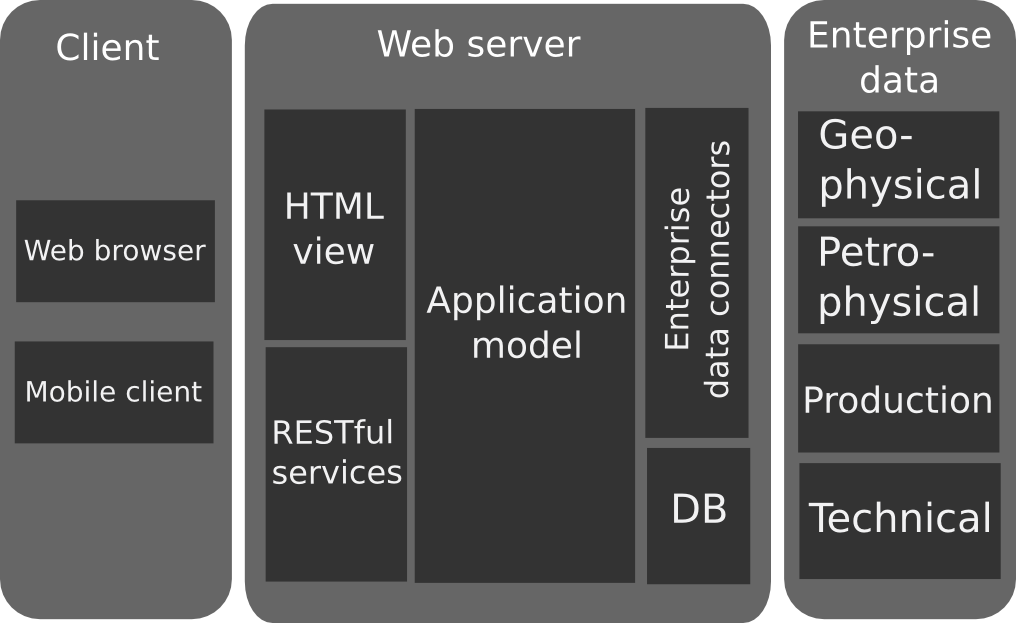 Client
Web browser
Mobile client
Web server
HTML
view
RESTful
services
Application
model
Enterprise
data connectors
DB
Enterprise
data
Geo-
physical
Petro-
physical
Production
Technical